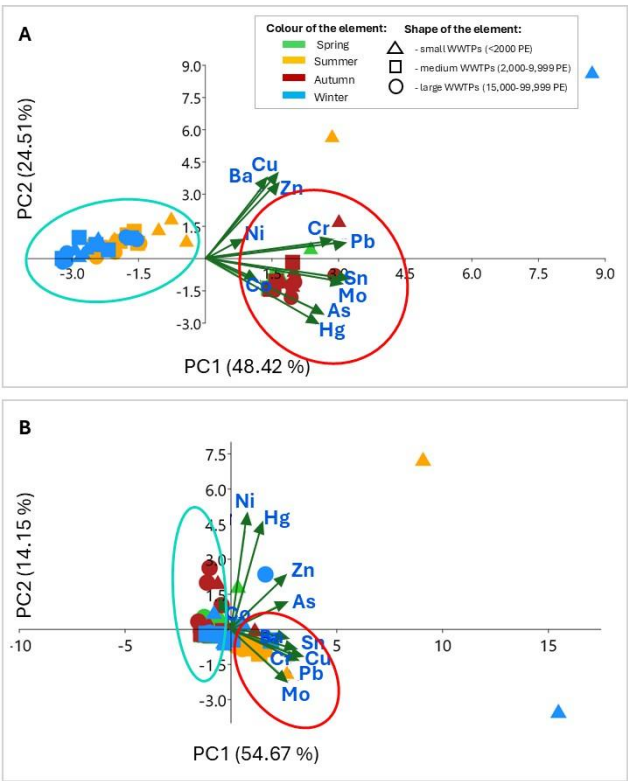 A
Colour of the element:
Shape of the element:
Spring
Summer
Autumn
Winter
- small WWTPs (<2000 PE)
- medium WWTPs (2,000-9,999 PE)
- large WWTPs (15,000-99,999 PE)
PC2 (24.51%)
9.0
7.5
6.0
4.5
3.0
1.5
-1.5
-3.0
Cu
Ba
Zn
Ni
Cr
Pb
Sn
Mo
As
Hg
-3.0
-1.5
3.0
4.5
6.0
7.5
9.0
PC1 (48.42 %)
B
PC2 (14.15 %)
7.5
6.0
4.5
3.0
1.5
-1.5
-3.0
Ni
Hg
Zn
As
Co
Sn
Cr
Cu
Pb
Mo
-10
-5
5
10
15
PC1 (54.67 %)